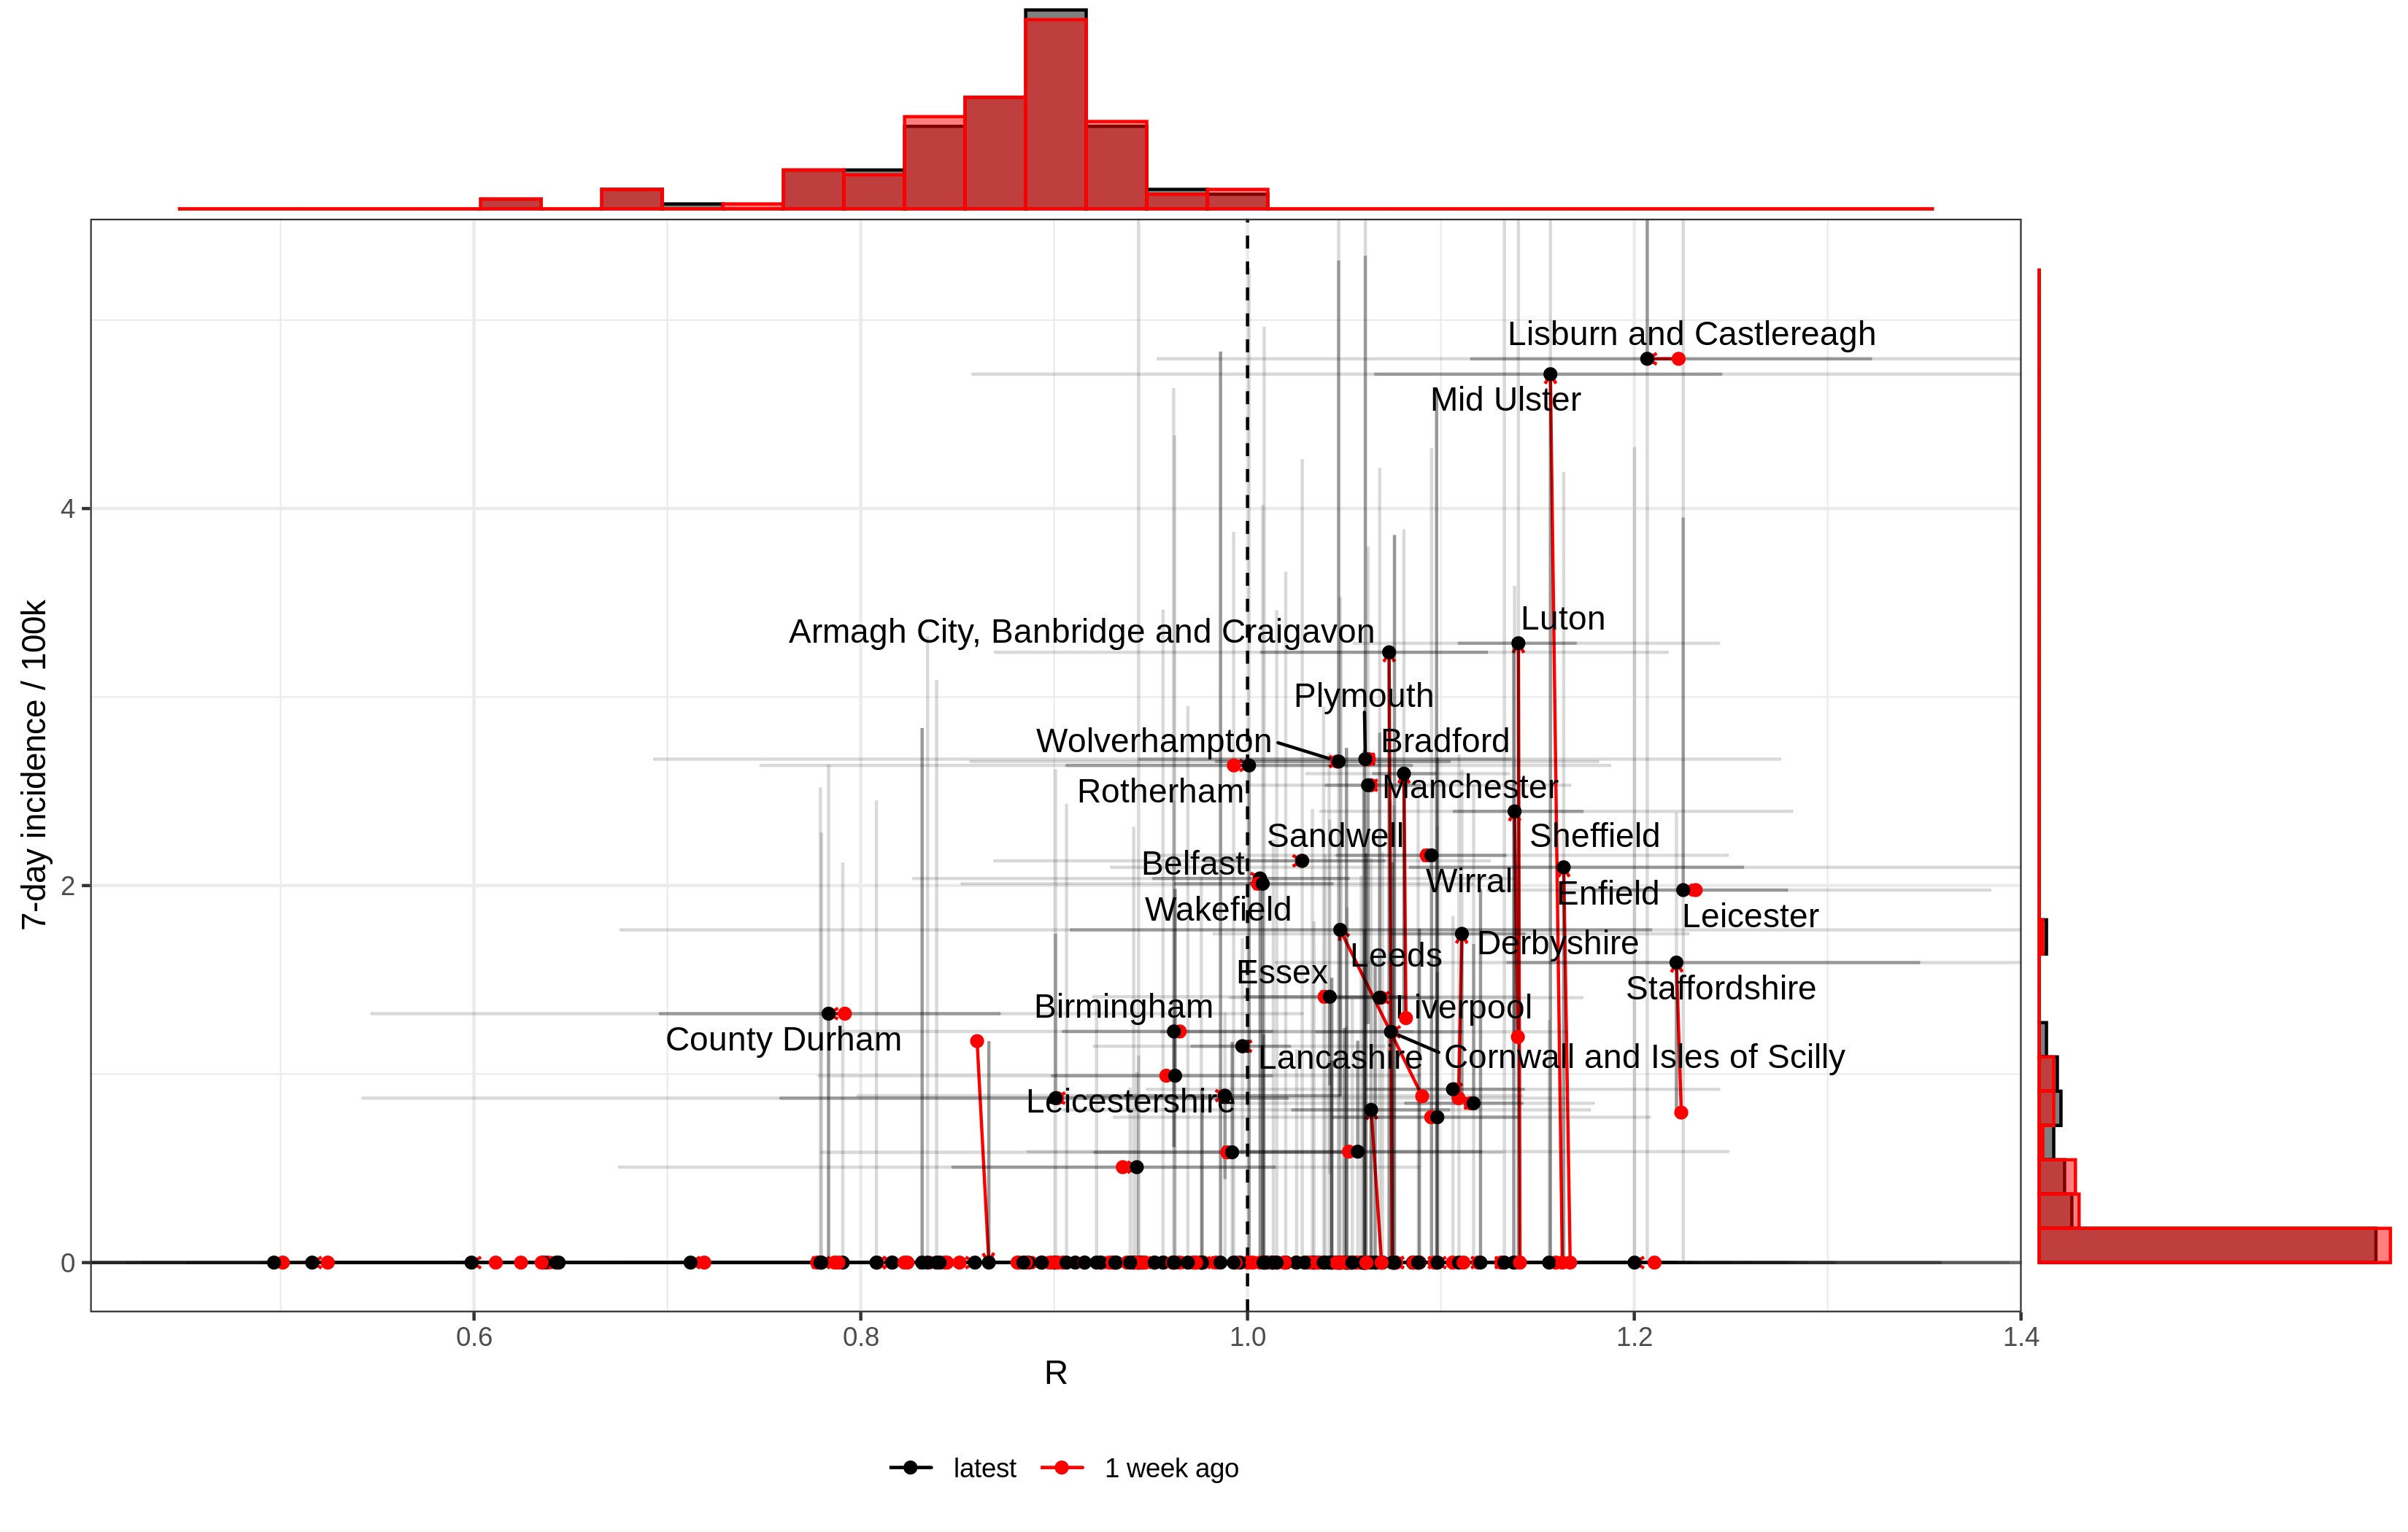 Lisburn and Castlereagh
Mid Ulster
4
Luton
Armagh City, Banbridge and Craigavon
Plymouth
Wolverhampton
Bradford
Rotherham
Manchester
Sandwell
Sheffield
Belfast
Wirral
Enfield
2
Wakefield
Leicester
Derbyshire
Leeds
Essex
Staffordshire
Birmingham
Liverpool
County Durham
Lancashire
Cornwall and Isles of Scilly
Leicestershire
0
7-day incidence / 100k
0.6 0.8 1.0 1.2 1.4
R
latest 1 week ago